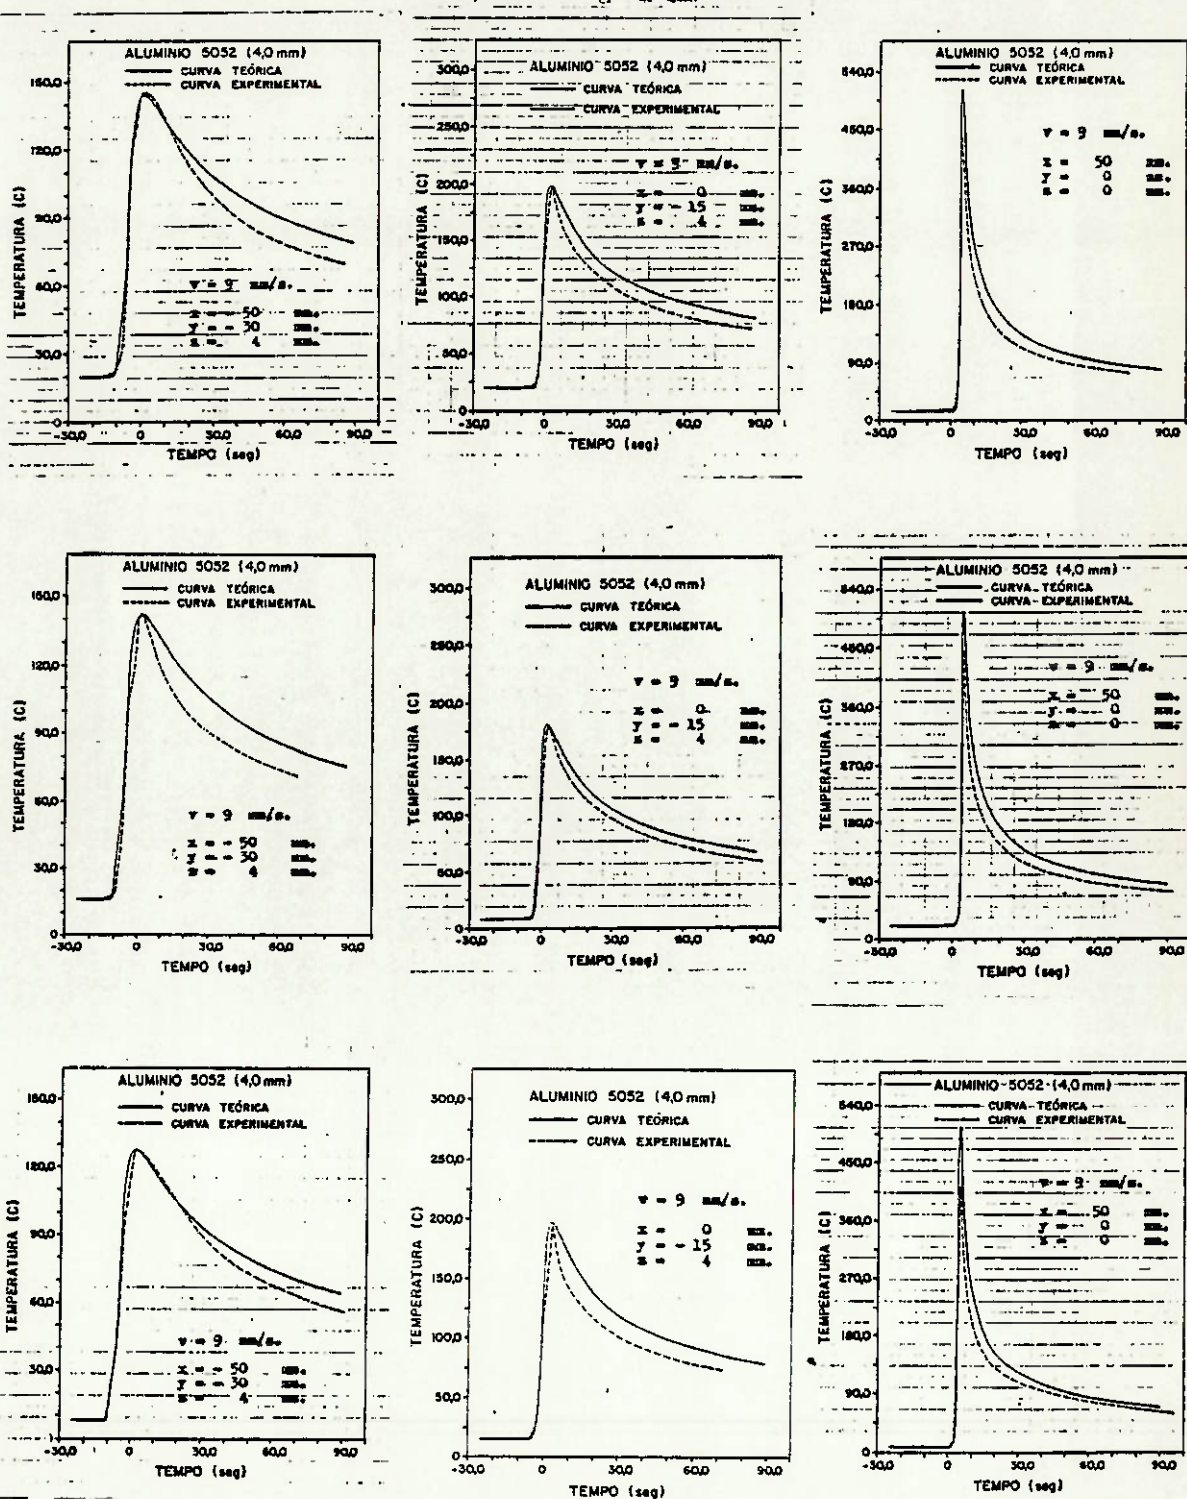 ALUMINIO 5052 (4,0 mm)
CURVA TEÓRICA
CURVA EXPERIMENTAL
TEMPERATURA (C)
150,0
120,0
90,0
60,0
30,0
0
v = 9 mm/s.
x = - 50 mm.
y = - 30 mm.
z = 4 mm.
-30,0 0 30,0 60,0 90,0
TEMPO (seg)
ALUMINIO 5052 (4,0 mm)
CURVA TEÓRICA
CURVA EXPERIMENTAL
TEMPERATURA (C)
300,0
250,0
200,0
150,0
100,0
50,0
0
v = 9 mm/s.
x = 0 mm.
y = - 15 mm.
z = 4 mm.
-30,0 0 30,0 60,0 90,0
TEMPO (seg)
ALUMINIO 5052 (4,0 mm)
CURVA TEÓRICA
CURVA EXPERIMENTAL
TEMPERATURA (C)
540,0
450,0
360,0
270,0
180,0
90,0
0
v = 9 mm/s.
x = 50 mm.
y = 0 mm.
z = 0 mm.
-30,0 0 30,0 60,0 90,0
TEMPO (seg)
ALUMINIO 5052 (4,0 mm)
CURVA TEÓRICA
CURVA EXPERIMENTAL
TEMPERATURA (C)
150,0
120,0
90,0
60,0
30,0
0
v = 9 mm/s.
x = - 50 mm.
y = - 30 mm.
z = 4 mm.
-30,0 0 30,0 60,0 90,0
TEMPO (seg)
ALUMINIO 5052 (4,0 mm)
CURVA TEÓRICA
CURVA EXPERIMENTAL
TEMPERATURA (C)
300,0
250,0
200,0
150,0
100,0
50,0
0
v = 9 mm/s.
x = 0 mm.
y = - 15 mm.
z = 4 mm.
-30,0 0 30,0 60,0 90,0
TEMPO (seg)
ALUMINIO 5052 (4,0 mm)
CURVA TEÓRICA
CURVA EXPERIMENTAL
TEMPERATURA (C)
540,0
450,0
360,0
270,0
180,0
90,0
0
v = 9 mm/s.
x = 50 mm.
y = 0 mm.
z = 0 mm.
-30,0 0 30,0 60,0 90,0
TEMPO (seg)
ALUMINIO 5052 (4,0 mm)
CURVA TEÓRICA
CURVA EXPERIMENTAL
TEMPERATURA (C)
150,0
120,0
90,0
60,0
30,0
v = 9 mm/s.
x = - 50 mm.
y = - 30 mm.
z = 4 mm.
-30,0 0 30,0 60,0 90,0
TEMPO (seg)
ALUMINIO 5052 (4,0 mm)
CURVA TEÓRICA
CURVA EXPERIMENTAL
TEMPERATURA (C)
300,0
250,0
200,0
150,0
100,0
50,0
0
v = 9 mm/s.
x = 0 mm.
y = - 15 mm.
z = 4 mm.
-30,0 0 30,0 60,0 90,0
TEMPO (seg)
ALUMINIO 5052 (4,0 mm)
CURVA TEÓRICA
CURVA EXPERIMENTAL
TEMPERATURA (C)
540,0
450,0
360,0
270,0
180,0
90,0
0
v = 9 mm/s.
x = 50 mm.
y = 0 mm.
z = 0 mm.
-30,0 0 30,0 60,0 90,0
TEMPO (seg)